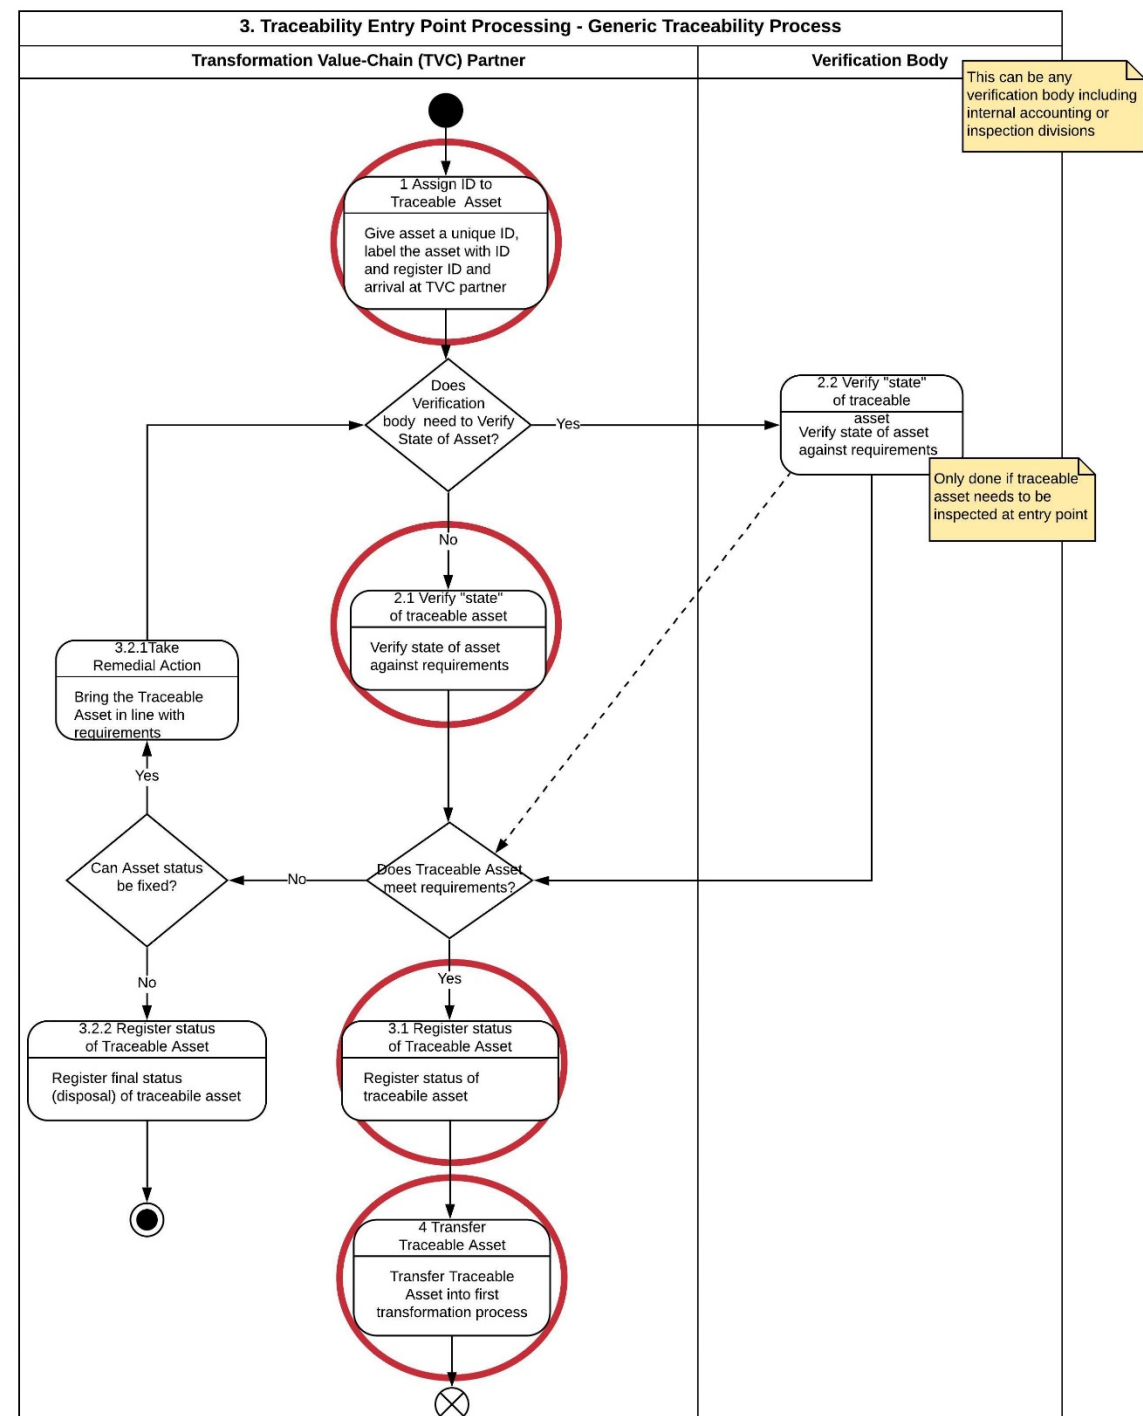 3. Traceability Entry Point Processing - Generic Traceability Process
Transformation Value-Chain (TVC) Partner
Verification Body
This can be any
verification body including
internal accounting or
inspection divisions
1 Assign ID to
Traceable Asset
Give asset a unique ID,
label the asset with ID
and register ID and
arrival at TVC partner
Does
Verification
body need to Verify
State of Asset?
Yes
2.2 Verify "state"
of traceable
asset
Verify state of asset
against requirements
Only done if traceable
asset needs to be
inspected at entry point
No
2.1 Verify "state"
of traceable asset
Verify state of asset
against requirements
3.2.1Take
Remedial Action
Bring the Traceable
Asset in line with
requirements
Yes
Can Asset status
be fixed?
No
Does Traceable Asset
meet requirements?
No
Yes
3.2.2 Register status
of Traceable Asset
Register final status
(disposal) of traceabile asset
3.1 Register status
of Traceable Asset
Register status of
traceabile asset
4 Transfer
Traceable Asset
Transfer Traceable
Asset into first
transformation process